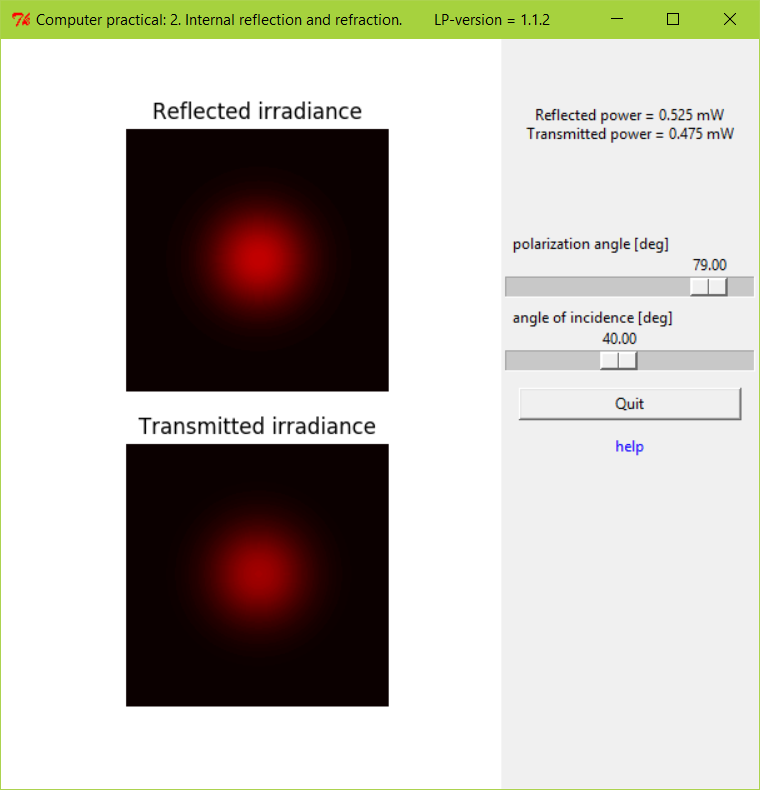 Computer practical: 2. Internal reflection and refraction. LP-version = 1.1.2
Reflected irradiance
Transmitted irradiance
Reflected power = 0.525 mW
Transmitted power = 0.475 mW
polarization angle [deg]
79.00
angle of incidence [deg]
40.00
Quit
help